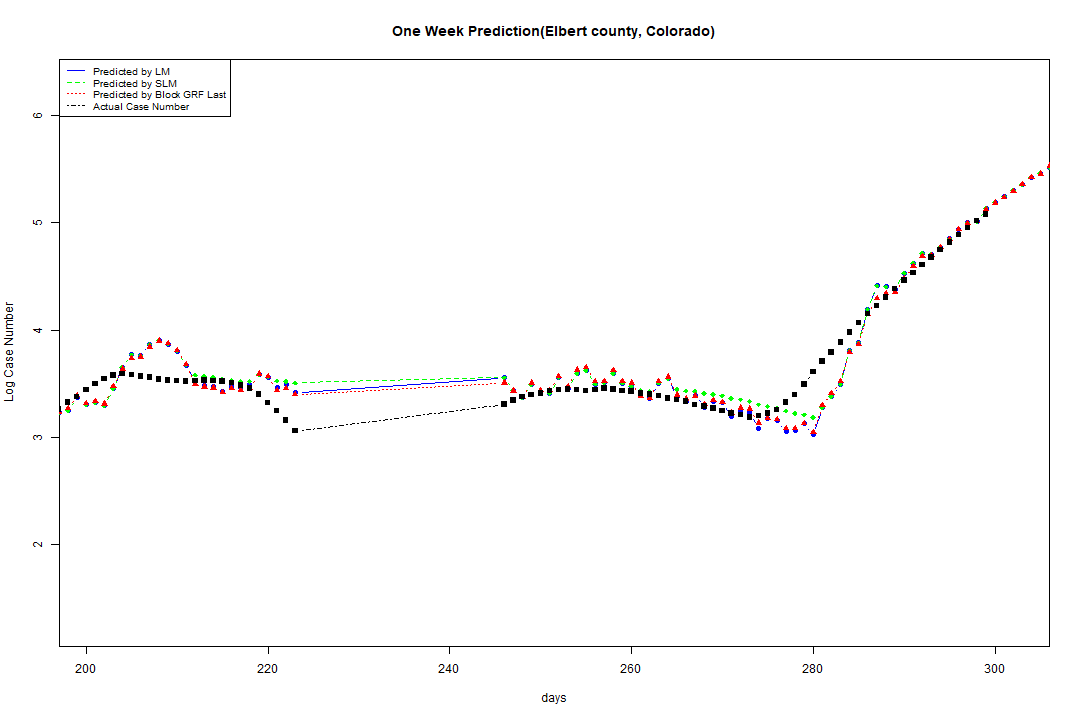 One Week Prediction(Elbert county, Colorado)
Predicted by LM
Predicted by SLM
Predicted by Block GRF Last
Actual Case Number
6
5
4
3
2
Log Case Number
200 220 240 260 280 300
days